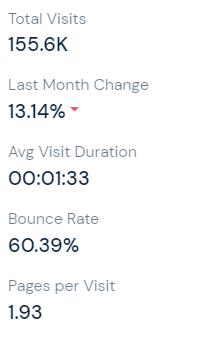 Total Visits
155.6K
Last Month Change
13.14%
Avg Visit Duration
00:01:33
Bounce Rate
60.39%
Pages per Visit
1.93